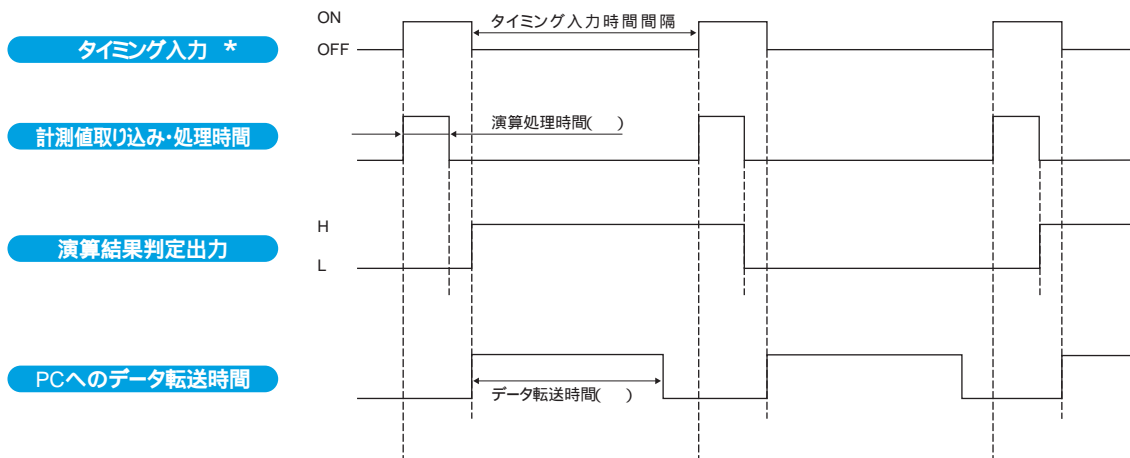 ON
タイミング入力時間間隔
タイミング入力 *
OFF
計測値取り込み・処理時間
演算処理時間(　)
H
演算結果判定出力
L
PCへのデータ転送時間
データ転送時間(　)